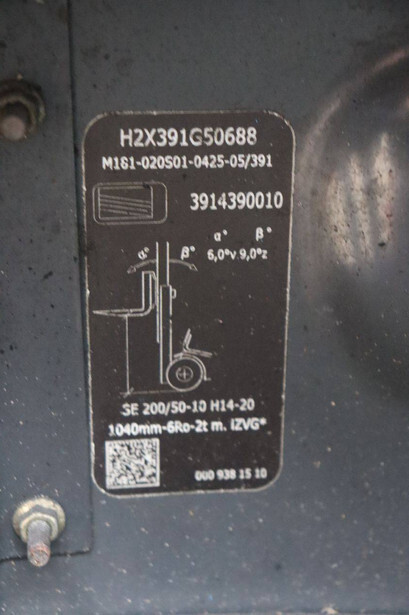 H2X391G50688
M1S1-020S01-0425-05/391
3914390010
α° β°
α° β° 6,0°v 9,0°z
SE 200/50-10 H14-20
1040mm-6Ro-2t m. iZVG*
000 938 15 10